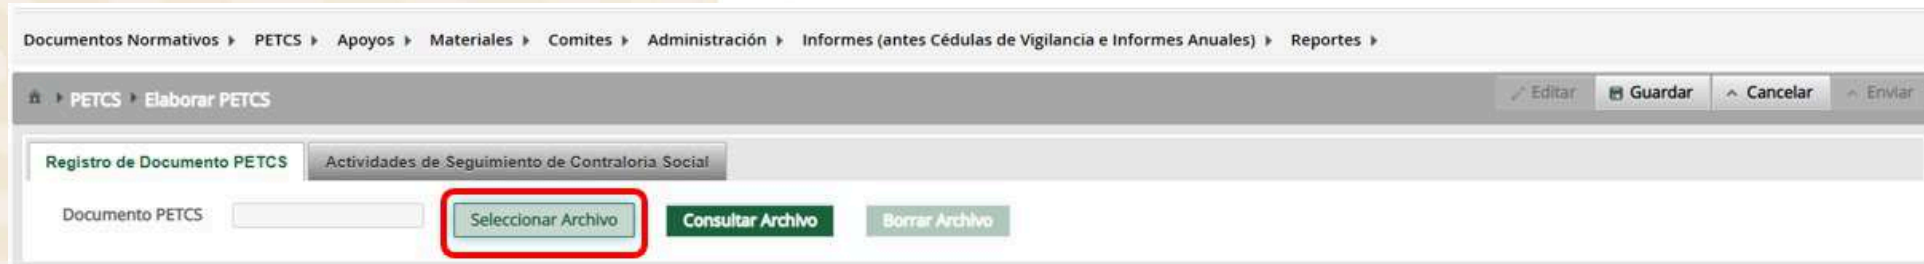 Documentos Normativos PETCS Apoyos Materiales Comites Administración Informes (antes Cédulas de Vigilancia e Informes Anuales) Reportes
PETCS Elaborar PETCS Editar Guardar Cancelar Enviar
Registro de Documento PETCS Actividades de Seguimiento de Contraloria Social
Documento PETCS Seleccionar Archivo Consultar Archivo Borrar Archivo